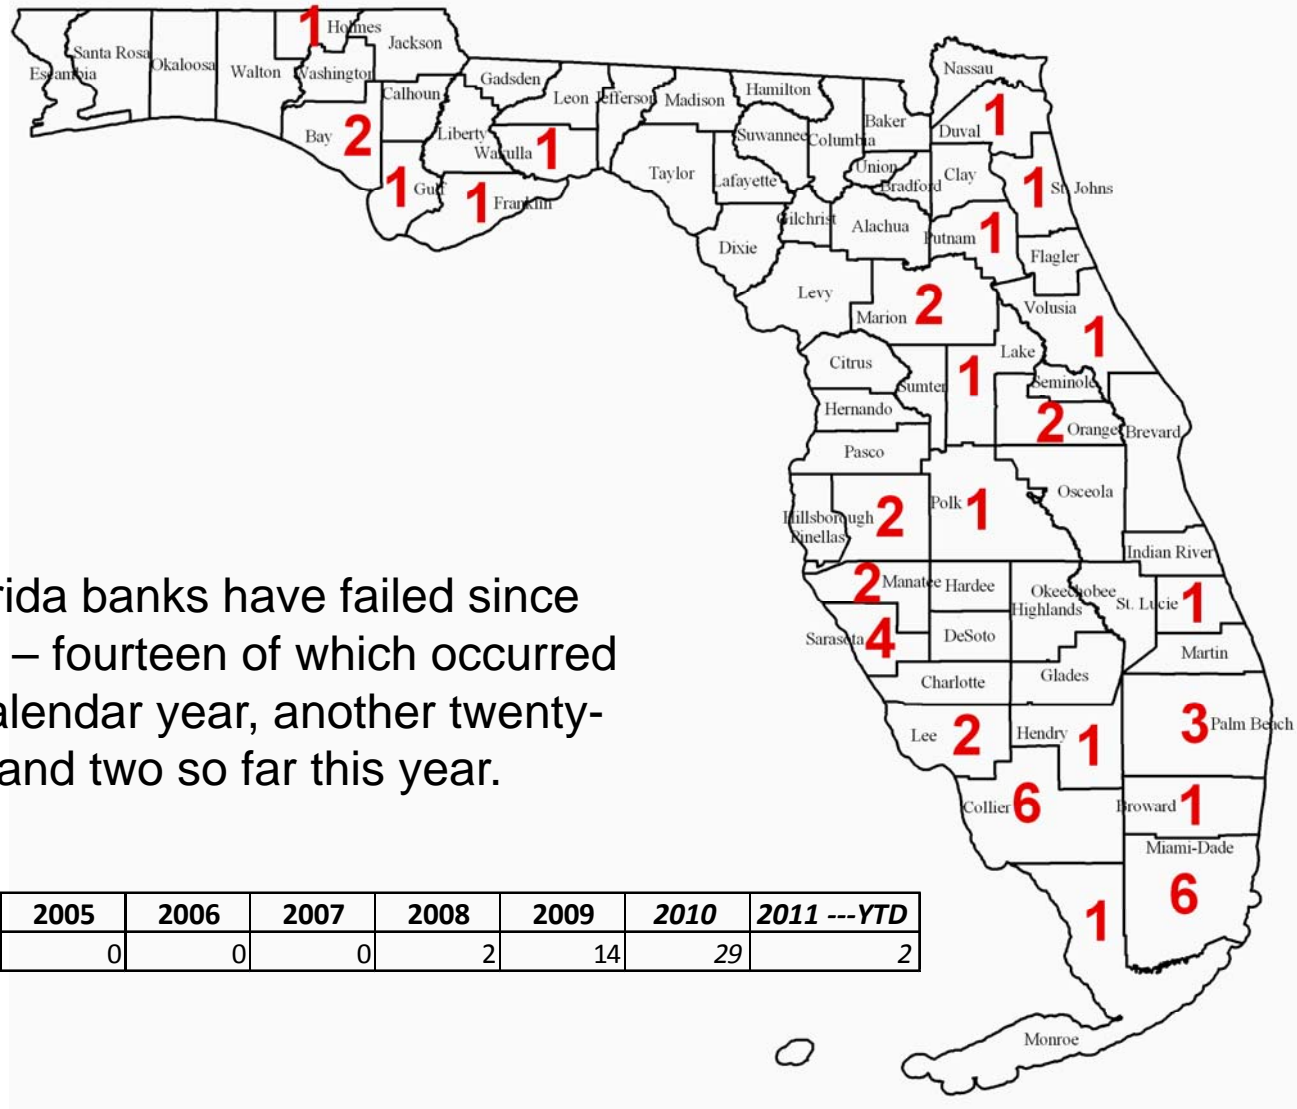 1 Holmes
Jackson
Santa Rosa
Escambia
Okaloosa
Walton
Washington
Calhoun
Gadsden
Leon
Jefferson
Madison
Hamilton
Nassau
Baker
Duval 1
Bay 2
Liberty
Wakulla 1
Suwannee
Columbia
Union
Bradford
Clay
1 St. Johns
1 Gulf
1 Franklin
Taylor
Lafayette
Gilchrist
Alachua
Putnam 1
Dixie
Flagler
Levy
Marion 2
Volusia 1
Citrus
Sumter
1 Lake
Seminole
Hernando
2 Orange
Brevard
Pasco
Osceola
Hillsborough 2
Pinellas
Polk 1
Indian River
2 Manatee
Hardee
Okeechobee
Highlands
St. Lucie 1
Sarasota 4
DeSoto
Martin
Charlotte
Glades
Lee 2
Hendry 1
3 Palm Beach
Collier 6
Broward 1
Miami-Dade
6
1
Monroe
rida banks have failed since
– fourteen of which occurred
alendar year, another twenty-
and two so far this year.
2005 2006 2007 2008 2009 2010 2011 ---YTD
0 0 0 2 14 29 2